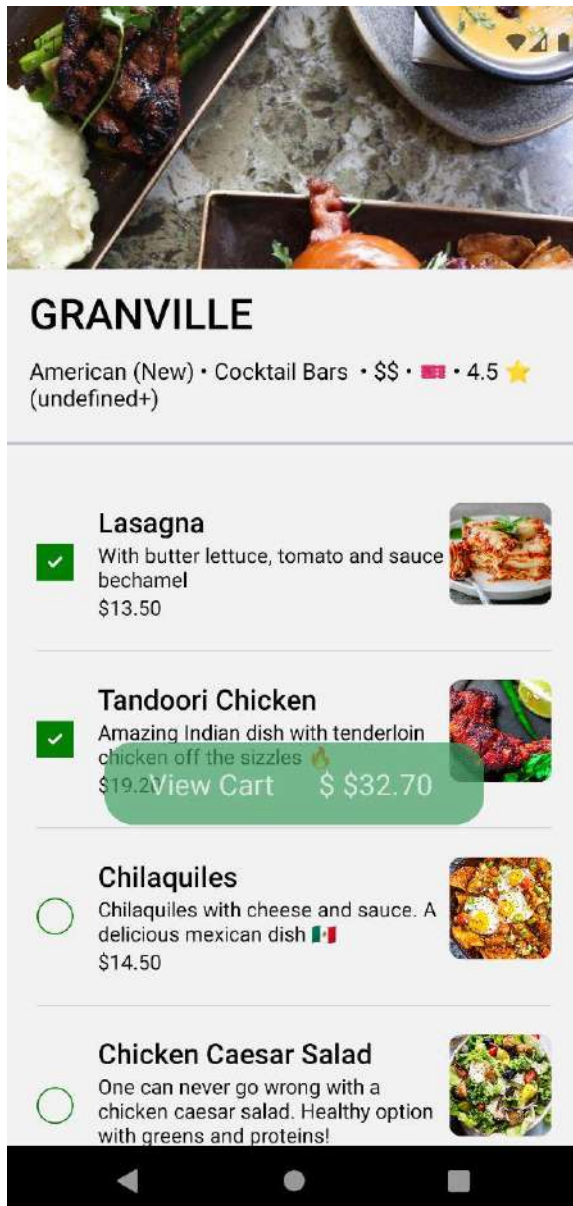 GRANVILLE
American (New) • Cocktail Bars • $$ • 🎫 • 4.5 ⭐
(undefined+)
Lasagna
With butter lettuce, tomato and sauce
bechamel
$13.50
Tandoori Chicken
Amazing Indian dish with tenderloin
chicken off the sizzles 🔥
$19.20
View Cart $ $32.70
Chilaquiles
Chilaquiles with cheese and sauce. A
delicious mexican dish 🇲🇽
$14.50
Chicken Caesar Salad
One can never go wrong with a
chicken caesar salad. Healthy option
with greens and proteins!